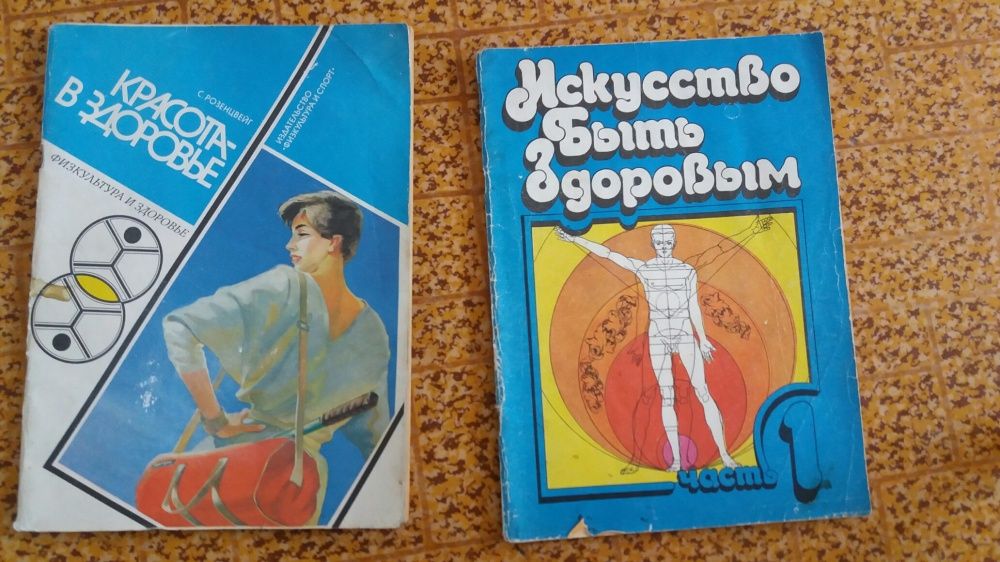 КРАСОТА-
В ЗДОРОВЬЕ
С РОЗЕНЦВЕЙГ
ИЗДАТЕЛЬСТВО
"ФИЗКУЛЬТУРА И СПОРТ"
ФИЗКУЛЬТУРА И ЗДОРОВЬЕ
Искусство
Быть
Здоровым
часть 1